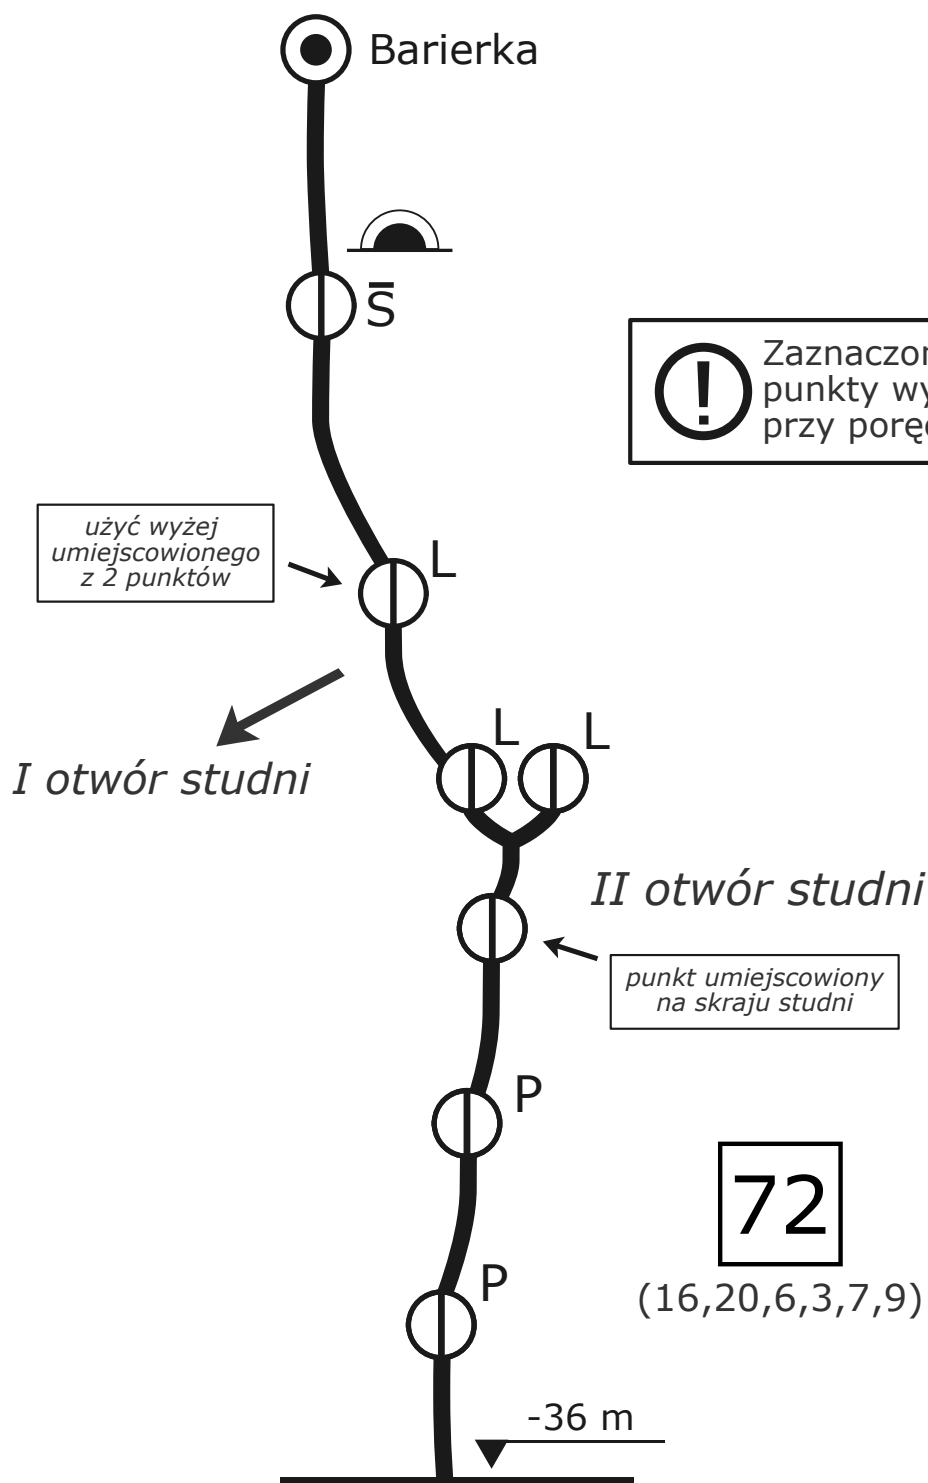 Barierka
S̅
Zaznaczon
punkty wy
przy porę
!
użyć wyżej
umiejscowionego
z 2 punktów
L
I otwór studni
L
L
II otwór studni
punkt umiejscowiony
na skraju studni
P
72
(16,20,6,3,7,9)
P
-36 m